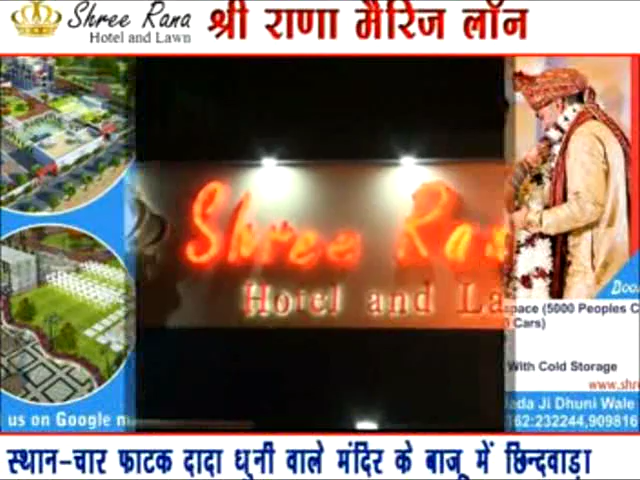 Shree Rana
Hotel and Lawn
श्री राणा मैरिज लॉन
Shree Ra
Hotel and La
pace (5000 Peoples C
Cars)
With Cold Storage
www.shr
ada Ji Dhuni Wale
162:232244,909816
us on Google m
स्थान-चार फाटक दादा धुनी वाले मंदिर के बाजू में छिन्दवाड़ा